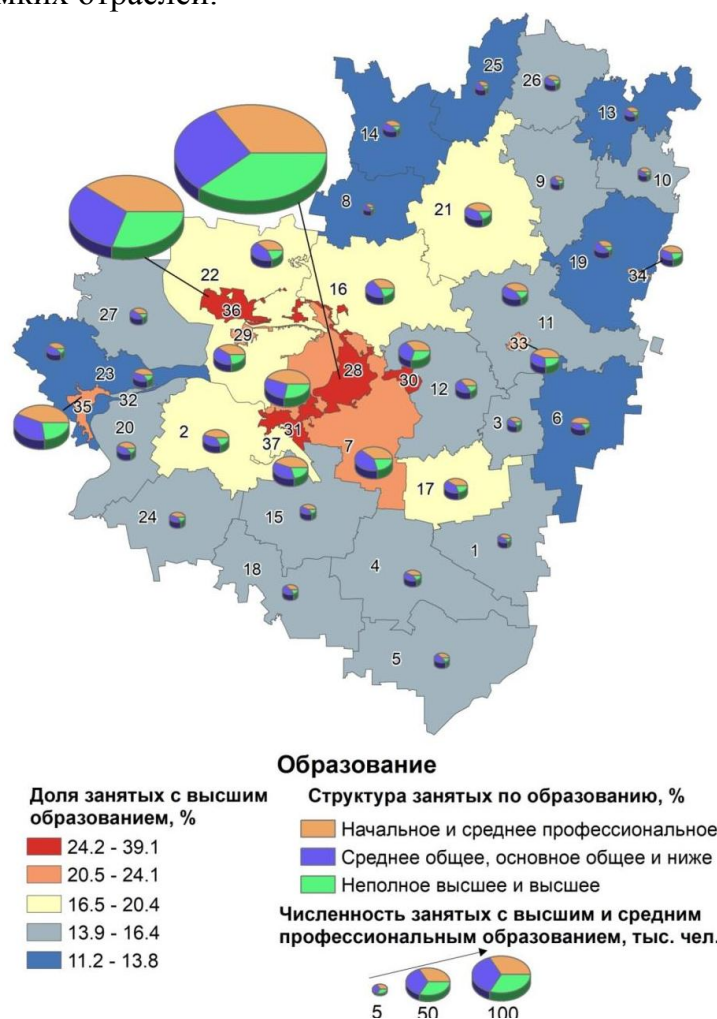 мких отраслей.
25
26
13
14
9
10
8
21
19
34
22
16
11
27
36
29
33
28
30
12
23
32
35
20
2
3
6
37
31
7
17
24
15
1
18
4
5
Образование
Доля занятых с высшим
образованием, %
24.2 - 39.1
20.5 - 24.1
16.5 - 20.4
13.9 - 16.4
11.2 - 13.8
Структура занятых по образованию, %
Начальное и среднее профессиональное
Среднее общее, основное общее и ниже
Неполное высшее и высшее
Численность занятых с высшим и средним
профессиональным образованием, тыс. чел.
5 50 100